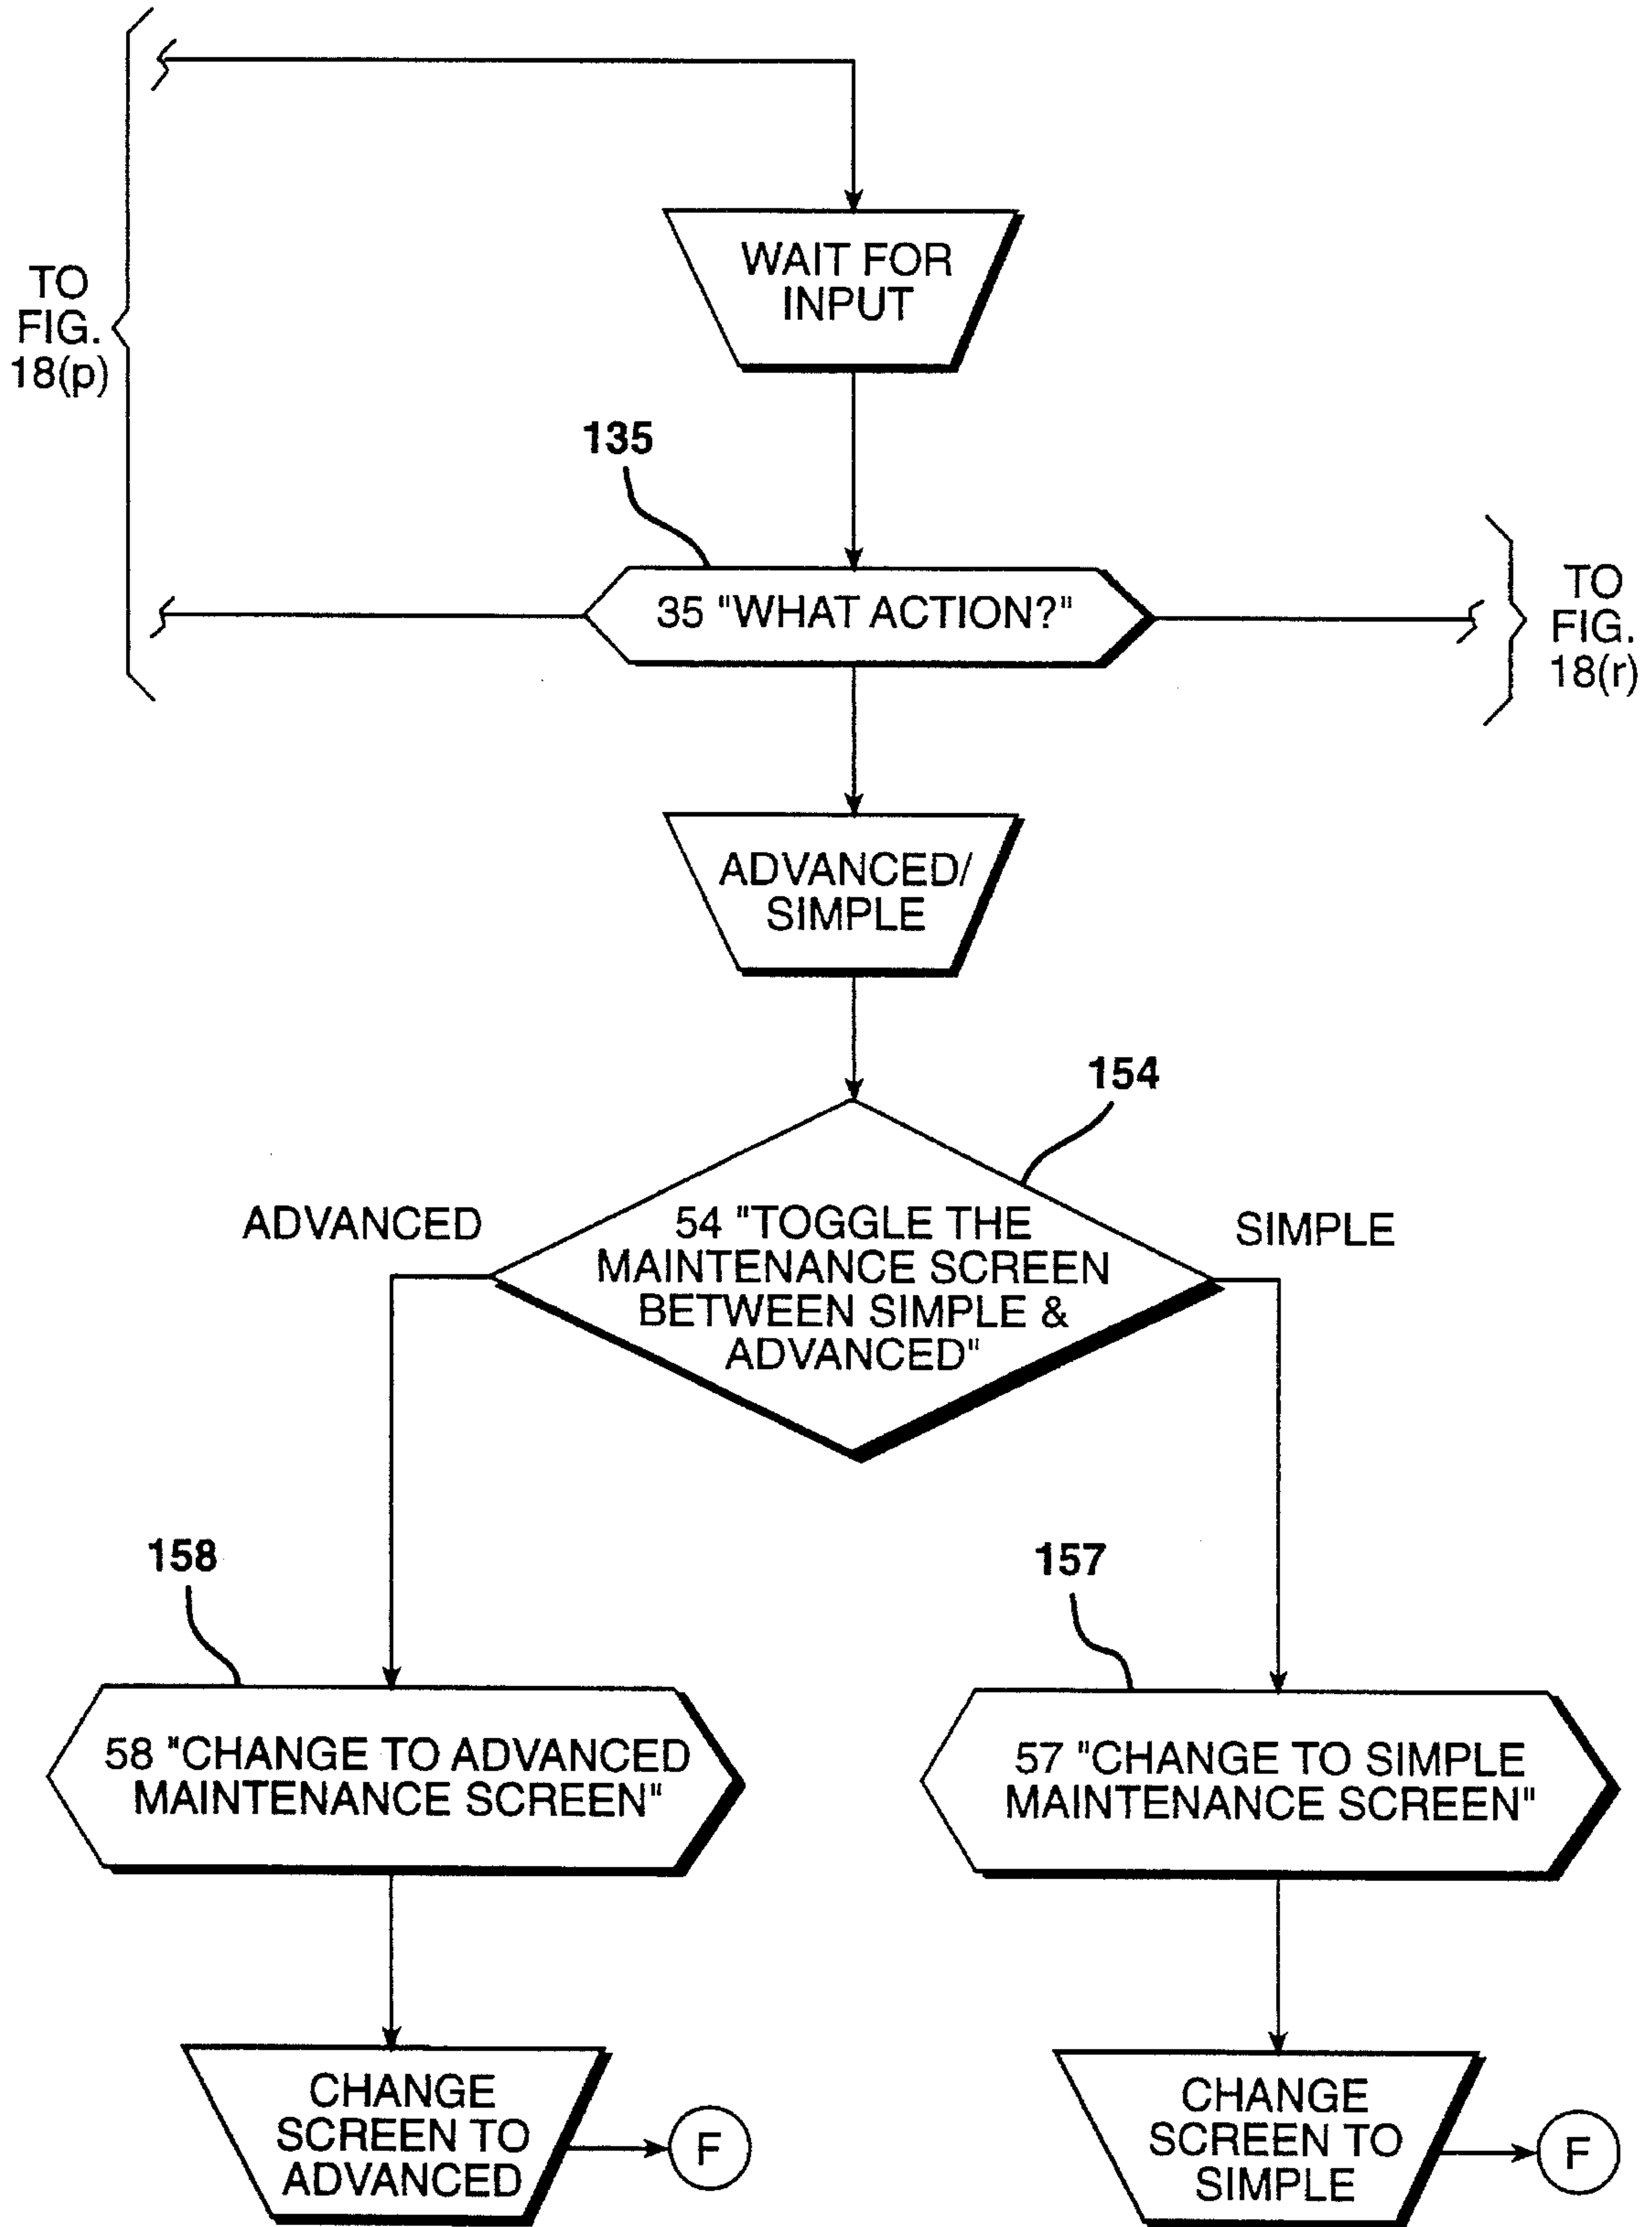 WAIT FOR
INPUT
TO
FIG.
18(p)
135
35 "WHAT ACTION?"
TO
FIG.
18(r)
ADVANCED/
SIMPLE
154
ADVANCED
54 "TOGGLE THE
MAINTENANCE SCREEN
BETWEEN SIMPLE &
ADVANCED"
SIMPLE
158
157
58 "CHANGE TO ADVANCED
MAINTENANCE SCREEN"
57 "CHANGE TO SIMPLE
MAINTENANCE SCREEN"
CHANGE
SCREEN TO
ADVANCED
F
CHANGE
SCREEN TO
SIMPLE
F